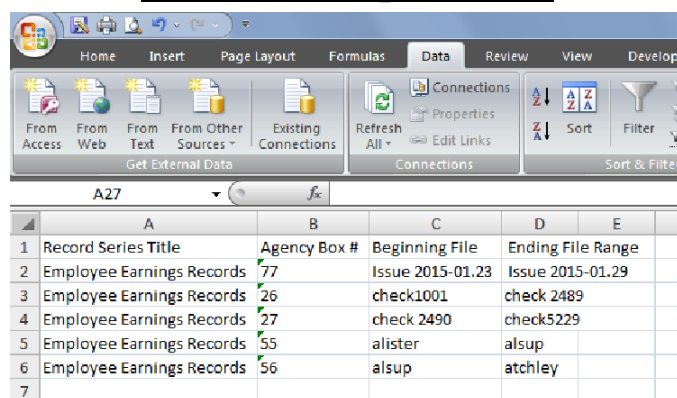 Home Insert Page Layout Formulas Data Review View Develop
From Access From Web From Text From Other Sources Existing Connections Refresh All Connections Properties Edit Links Sort Filter
Get External Data Connections Sort & Filte
A27 fx
A B C D E
1 Record Series Title Agency Box # Beginning File Ending File Range
2 Employee Earnings Records 77 Issue 2015-01.23 Issue 2015-01.29
3 Employee Earnings Records 26 check1001 check 2489
4 Employee Earnings Records 27 check 2490 check5229
5 Employee Earnings Records 55 alister alsup
6 Employee Earnings Records 56 alsup atchley
7